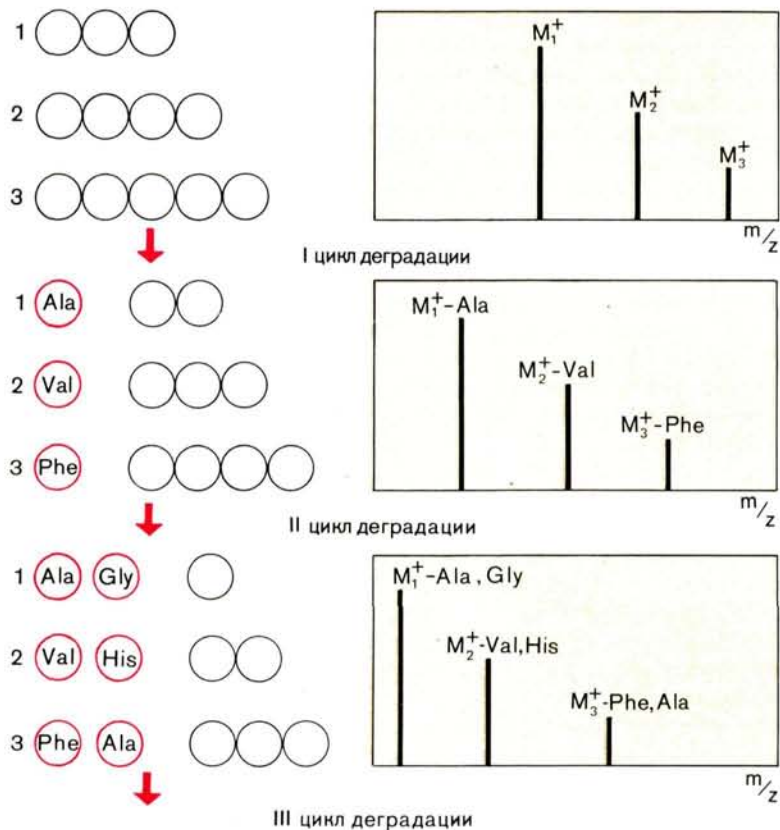 1
M₁⁺
2
M₂⁺
3
M₃⁺
m/z
I цикл деградации
1 Ala
M₁⁺-Ala
2 Val
M₂⁺-Val
3 Phe
M₃⁺-Phe
m/z
II цикл деградации
1 Ala Gly
M₁⁺-Ala, Gly
2 Val His
M₂⁺-Val, His
3 Phe Ala
M₃⁺-Phe, Ala
m/z
III цикл деградации